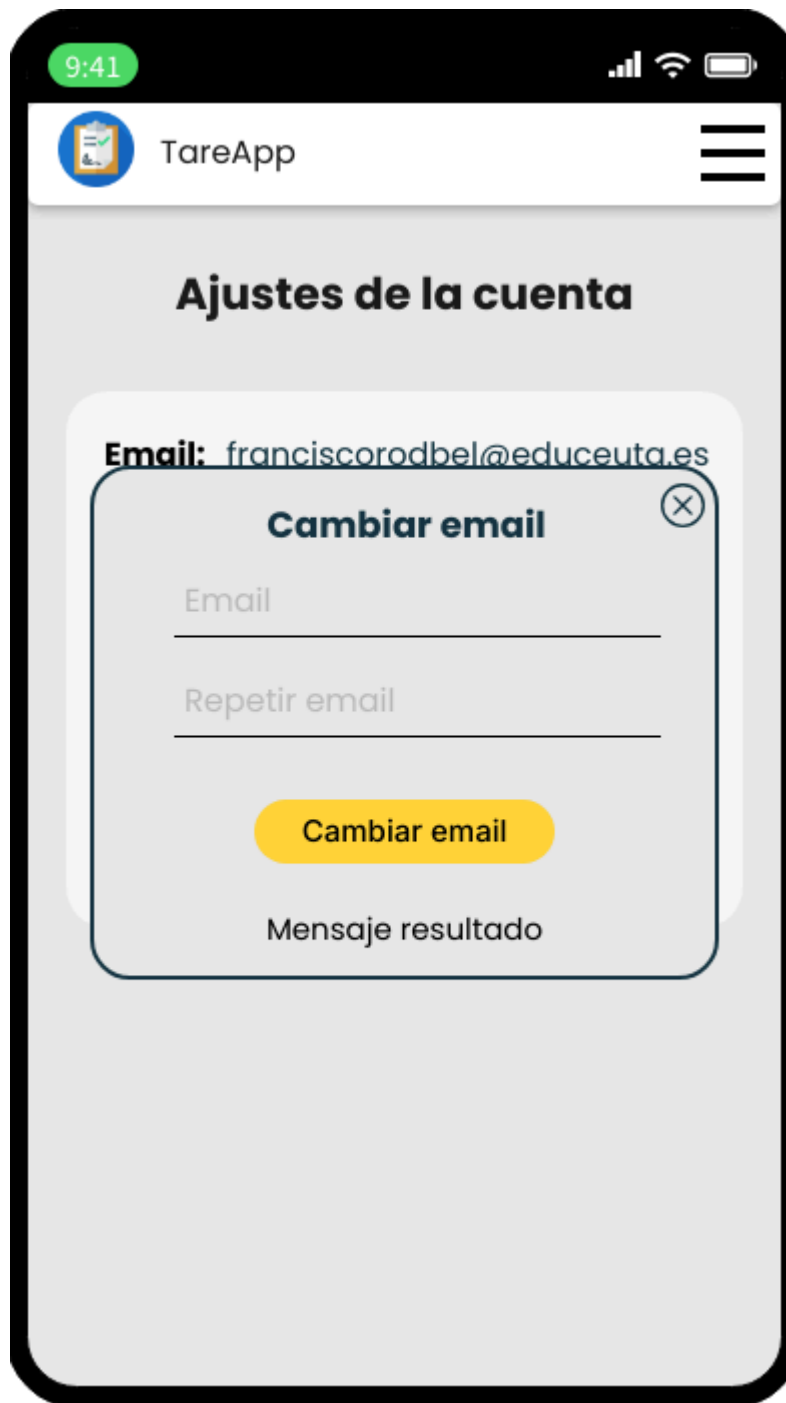 9:41
TareApp
Ajustes de la cuenta
Email: franciscorodbel@educeuta.es
Cambiar email
Email
Repetir email
Cambiar email
Mensaje resultado